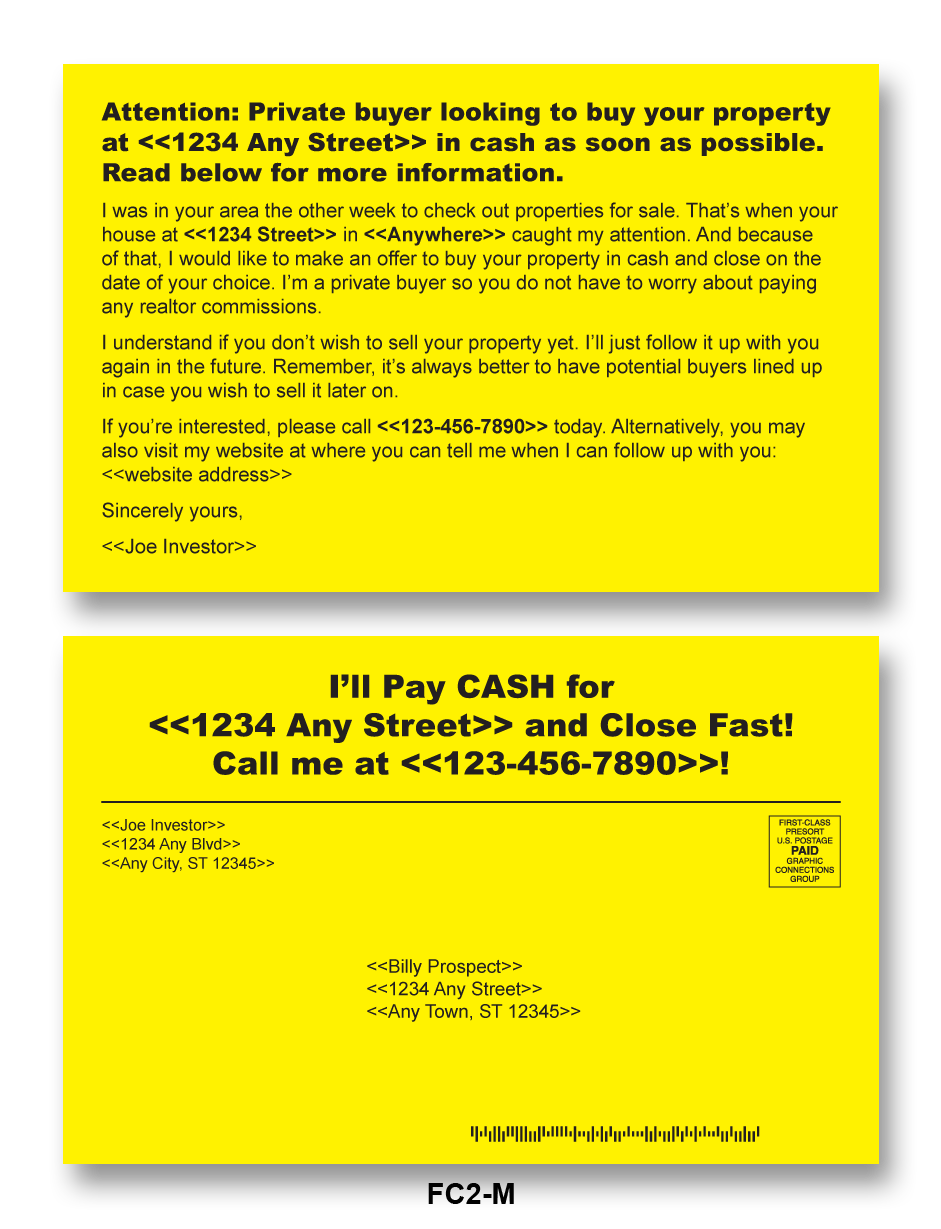 Attention: Private buyer looking to buy your property
at <<1234 Any Street>> in cash as soon as possible.
Read below for more information.
I was in your area the other week to check out properties for sale. That’s when your
house at <<1234 Street>> in <<Anywhere>> caught my attention. And because
of that, I would like to make an offer to buy your property in cash and close on the
date of your choice. I’m a private buyer so you do not have to worry about paying
any realtor commissions.
I understand if you don’t wish to sell your property yet. I’ll just follow it up with you
again in the future. Remember, it’s always better to have potential buyers lined up
in case you wish to sell it later on.
If you’re interested, please call <<123-456-7890>> today. Alternatively, you may
also visit my website at where you can tell me when I can follow up with you:
<<website address>>
Sincerely yours,
<<Joe Investor>>
I’ll Pay CASH for
<<1234 Any Street>> and Close Fast!
Call me at <<123-456-7890>>!
<<Joe Investor>>
<<1234 Any Blvd>>
<<Any City, ST 12345>>
FIRST-CLASS
PRESORT
U.S. POSTAGE
PAID
GRAPHIC
CONNECTIONS
GROUP
<<Billy Prospect>>
<<1234 Any Street>>
<<Any Town, ST 12345>>
FC2-M